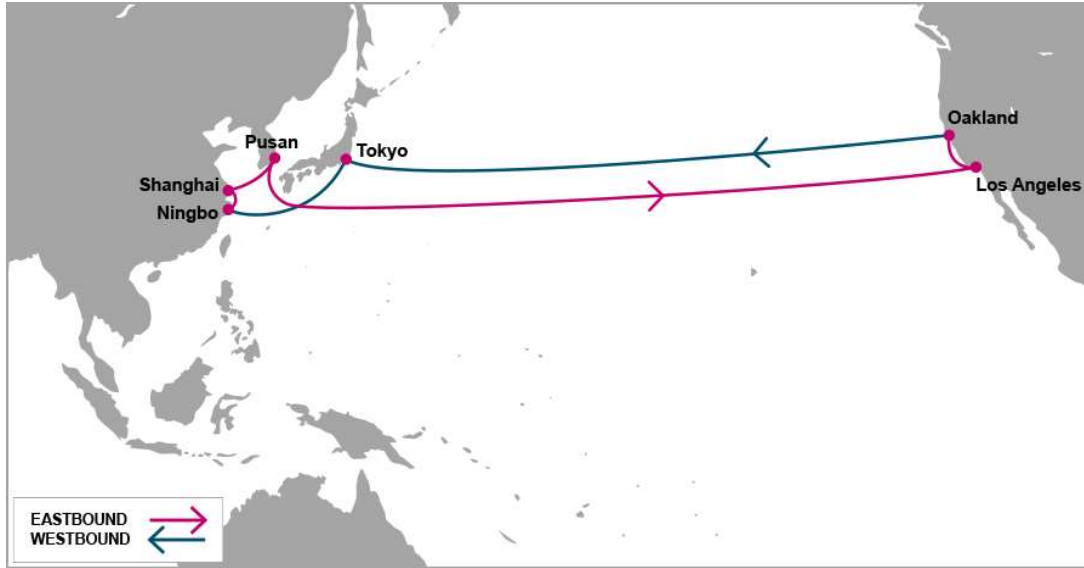 Oakland
Pusan
Tokyo
Shanghai
Los Angeles
Ningbo
EASTBOUND
WESTBOUND